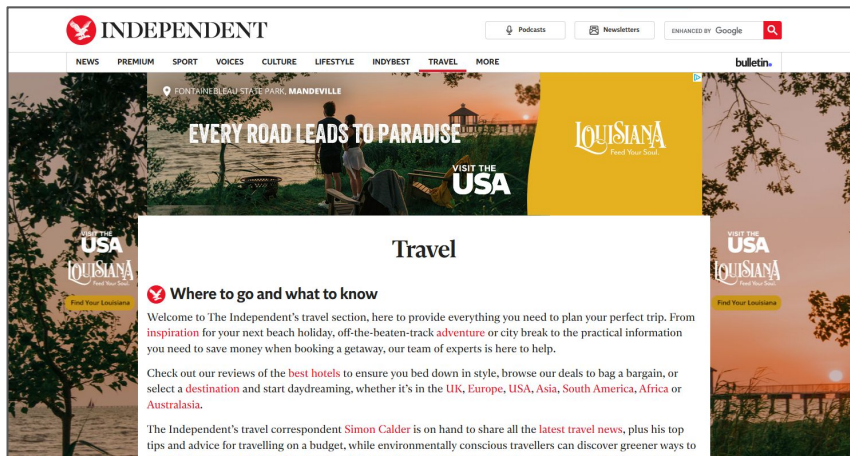 INDEPENDENT
Podcasts
Newsletters
ENHANCED BY Google
NEWS PREMIUM SPORT VOICES CULTURE LIFESTYLE INDYBEST TRAVEL MORE
bulletin
FONTAINEBLEAU STATE PARK, MANDEVILLE
EVERY ROAD LEADS TO PARADISE
VISIT THE
USA
LOUISIANA
Feed Your Soul.
VISIT THE
USA
LOUISIANA
Feed Your Soul.
Find Your Louisiana
VISIT THE
USA
LOUISIANA
Feed Your Soul.
Find Your Louisiana
Travel
Where to go and what to know
Welcome to The Independent's travel section, here to provide everything you need to plan your perfect trip. From
inspiration for your next beach holiday, off-the-beaten-track adventure or city break to the practical information
you need to save money when booking a getaway, our team of experts is here to help.
Check out our reviews of the best hotels to ensure you bed down in style, browse our deals to bag a bargain, or
select a destination and start daydreaming, whether it's in the UK, Europe, USA, Asia, South America, Africa or
Australasia.
The Independent's travel correspondent Simon Calder is on hand to share all the latest travel news, plus his top
tips and advice for travelling on a budget, while environmentally conscious travellers can discover greener ways to